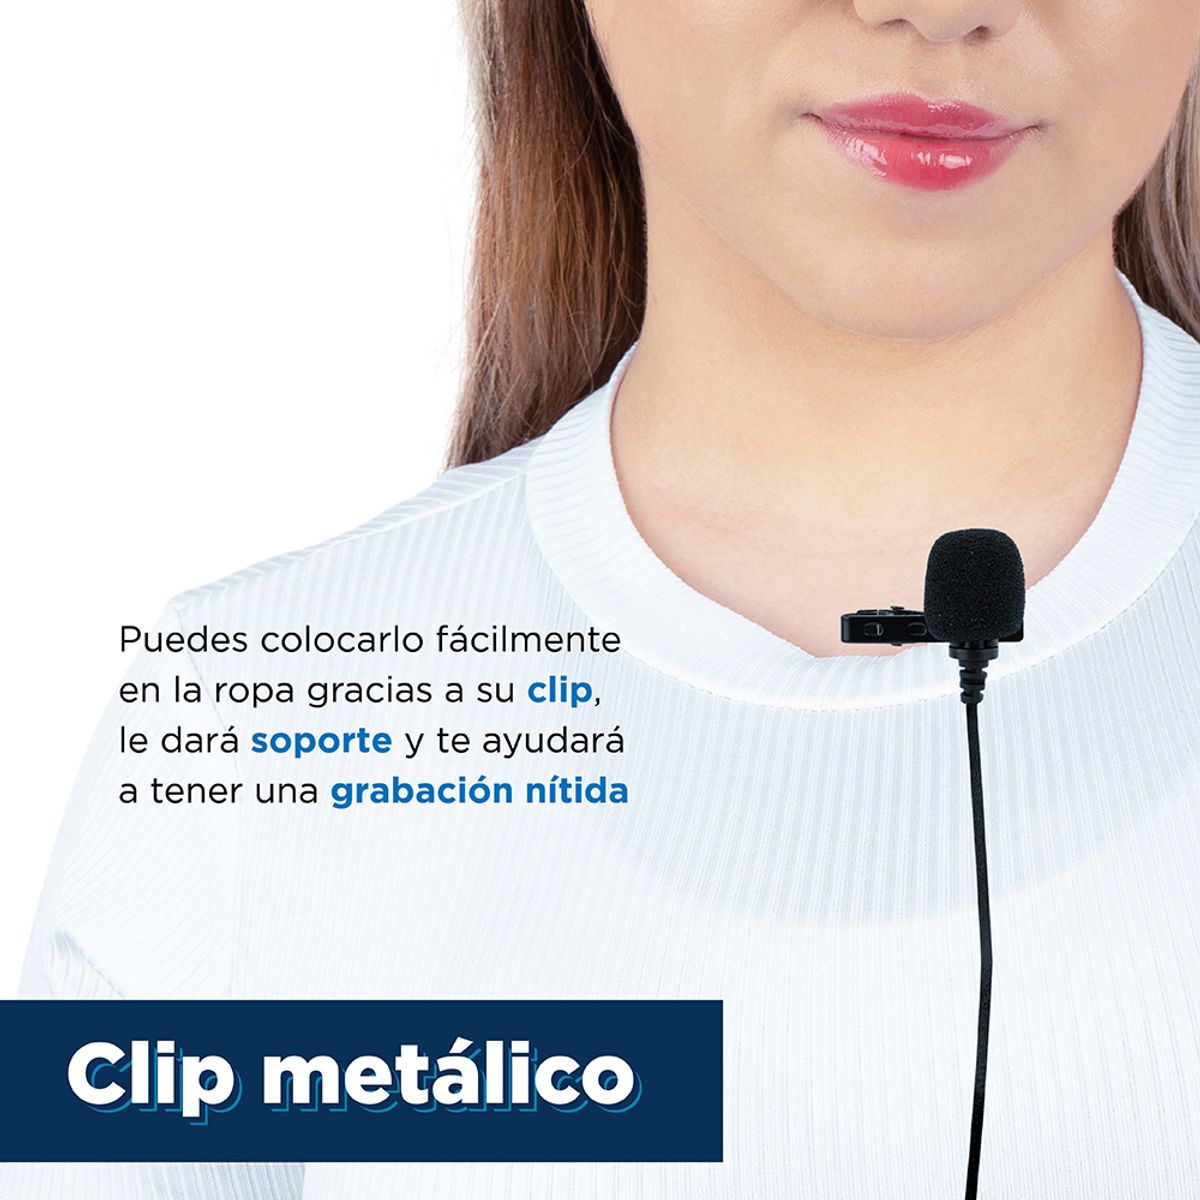 Puedes colocarlo fácilmente
en la ropa gracias a su clip,
le dará soporte y te ayudará
a tener una grabación nítida
Clip metálico